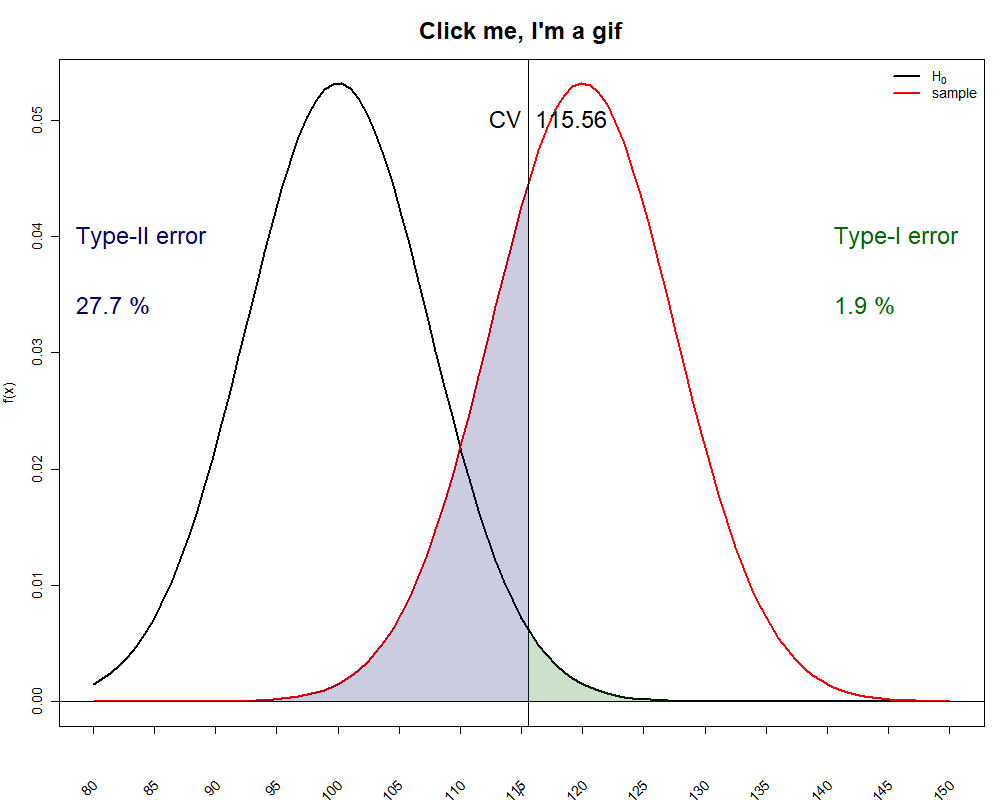 Click me, I'm a gif
H0
sample
CV 115.56
Type-II error
27.7 %
Type-I error
1.9 %
f(x)
0.05
0.04
0.03
0.02
0.01
0.00
80 85 90 95 100 105 110 115 120 125 130 135 140 145 150